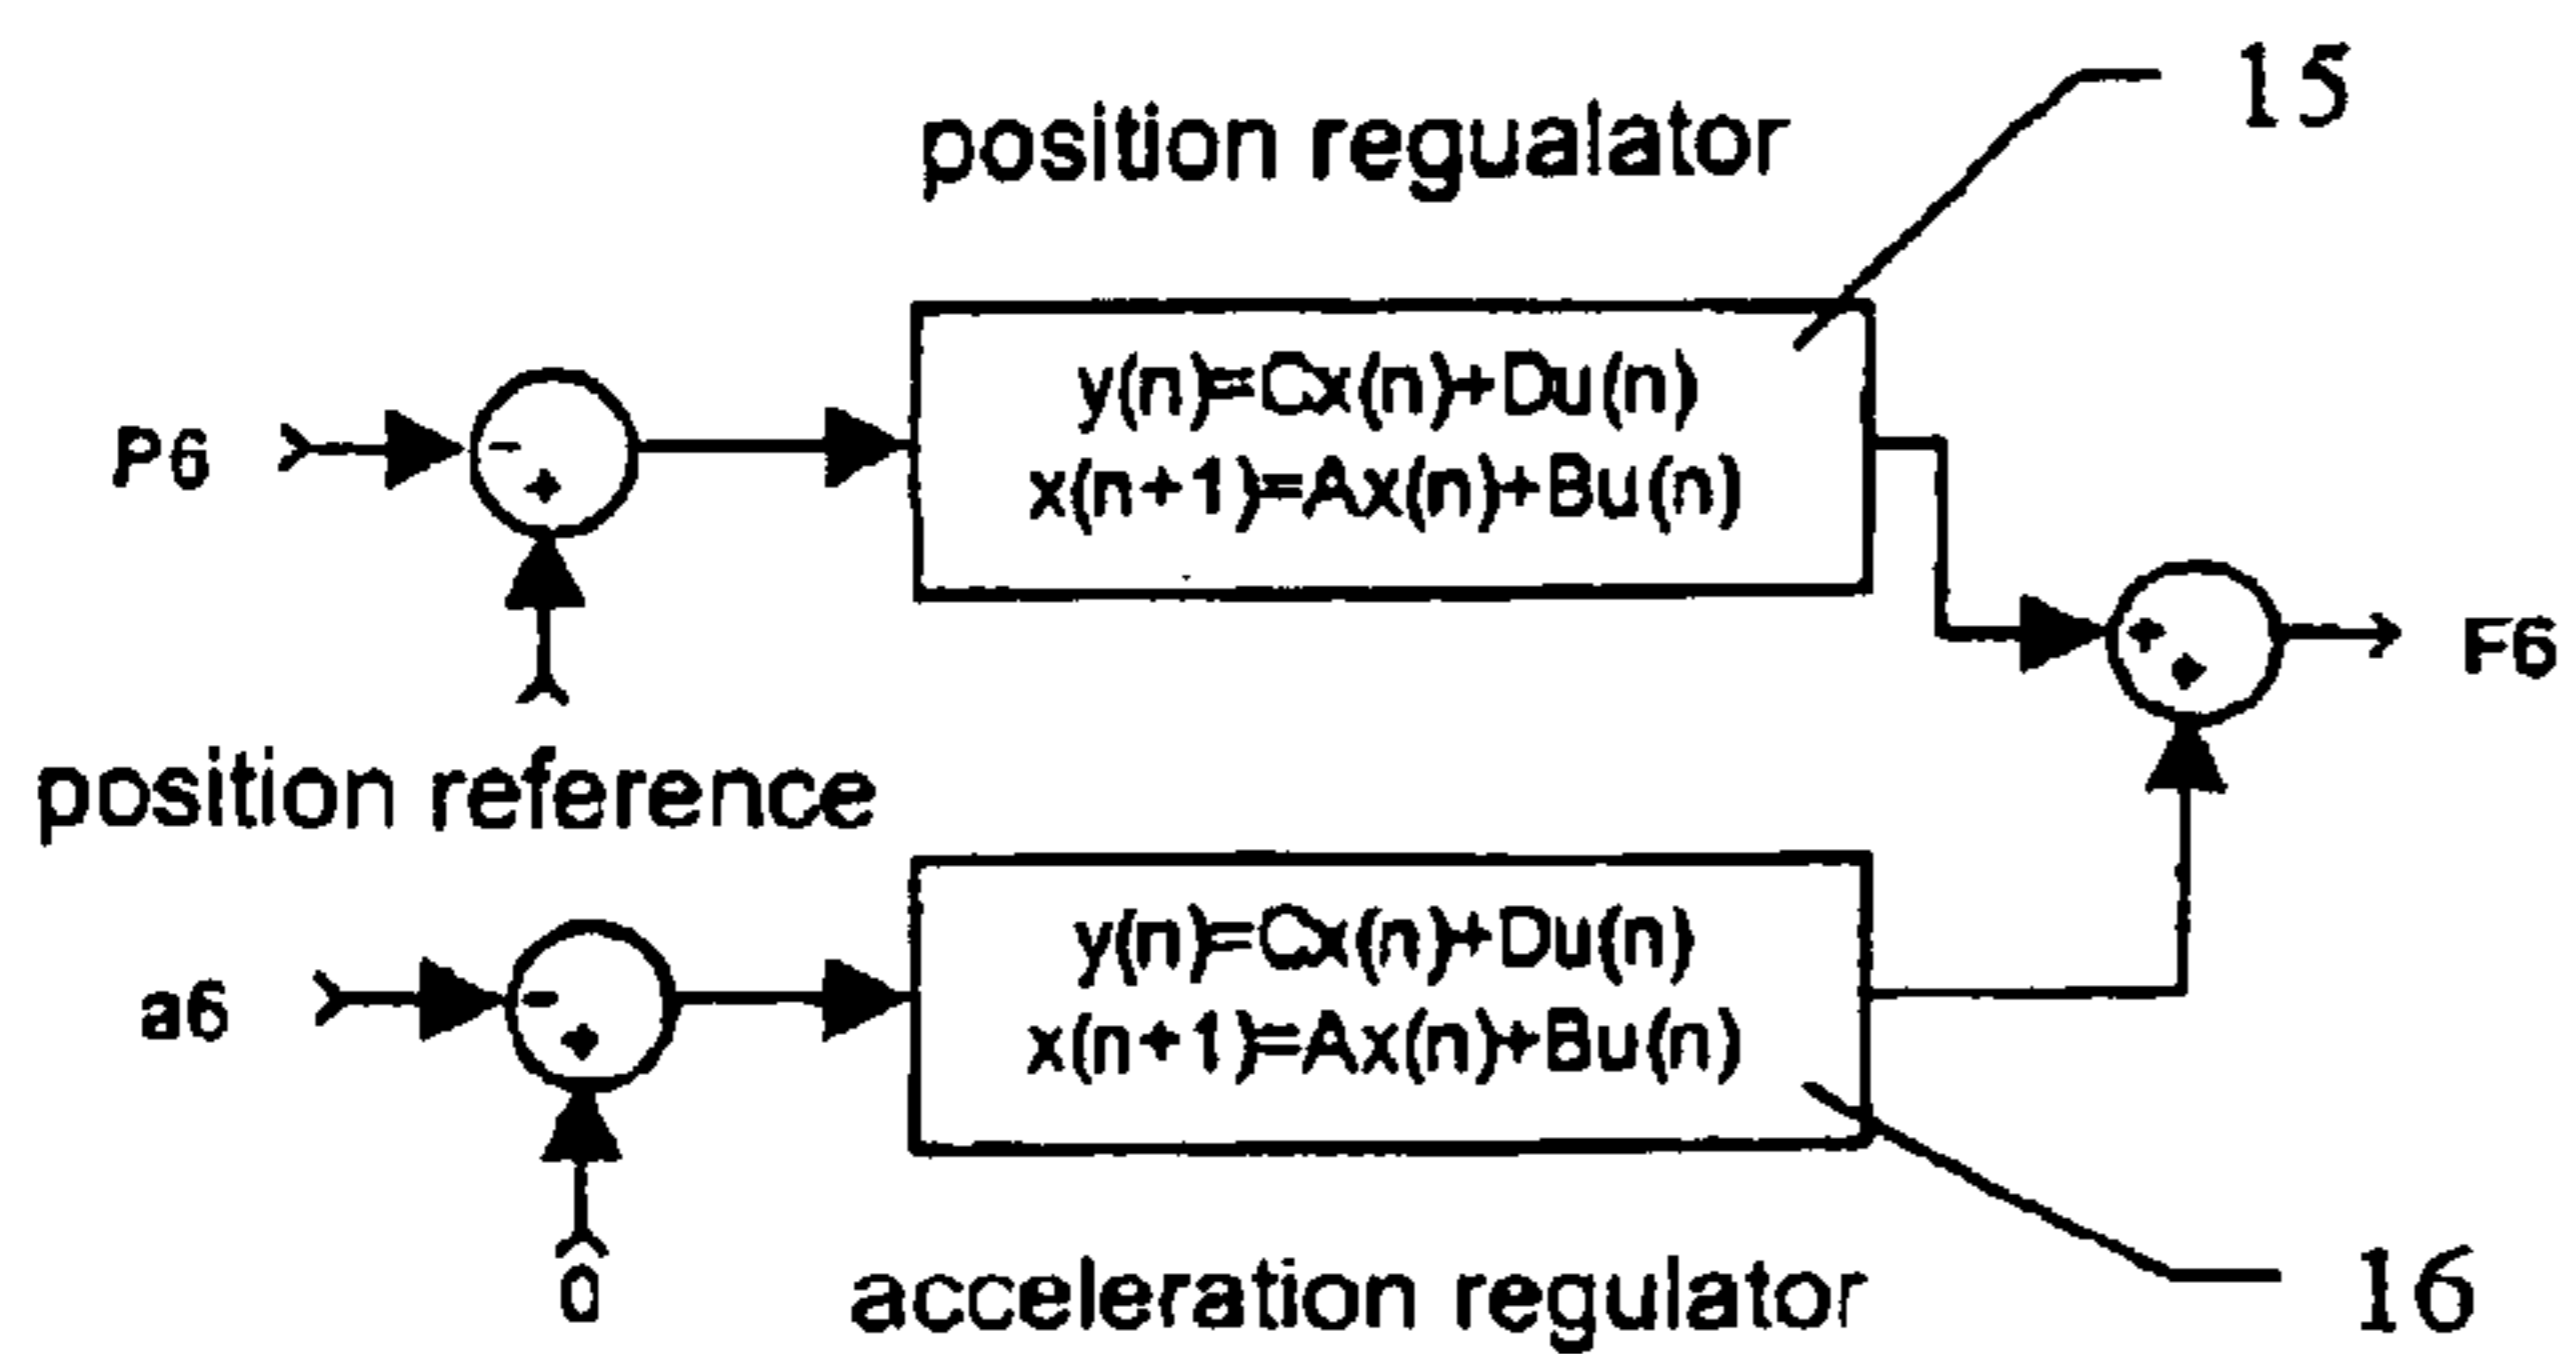 15
position regualator
y(n)=Cx(n)+Du(n)
x(n+1)=Ax(n)+Bu(n)
P6
-
+
position reference
+
+
F6
y(n)=Cx(n)+Du(n)
x(n+1)=Ax(n)+Bu(n)
a6
-
+
0
acceleration regulator
16